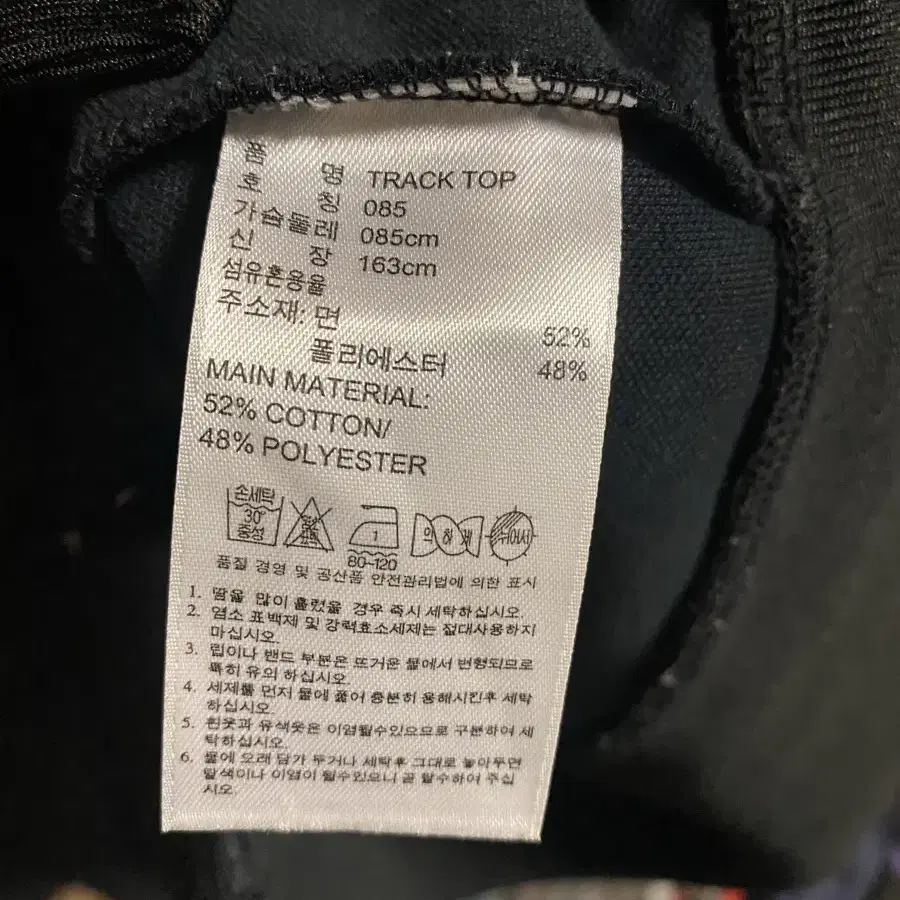 품 명 TRACK TOP
호 칭 085
가슴둘레 085cm
신 장 163cm
섬유혼용율
주소재: 면 52%
폴리에스터 48%
MAIN MATERIAL:
52% COTTON/
48% POLYESTER
손세탁
30°
중성
1
80-120
약하게
뉘어서
품질 경영 및 공산품 안전관리법에 의한 표시
1. 땀을 많이 흘렸을 경우 즉시 세탁하십시오.
2. 염소 표백제 및 강력효소세제는 절대사용하지
마십시오.
3. 립이나 밴드 부분은 뜨거운 물에서 변형되므로
특히 유의 하십시오.
4. 세제를 먼저 물에 풀어 충분히 용해시킨후 세탁
하십시오.
5. 흰옷과 유색옷은 이염될수있으므로 구분하여 세
탁하십시오.
6. 물에 오래 담가 두거나 세탁후 그대로 놓아두면
탈색이나 이염이 될수있으니 곧 탈수하여 주십
시오.